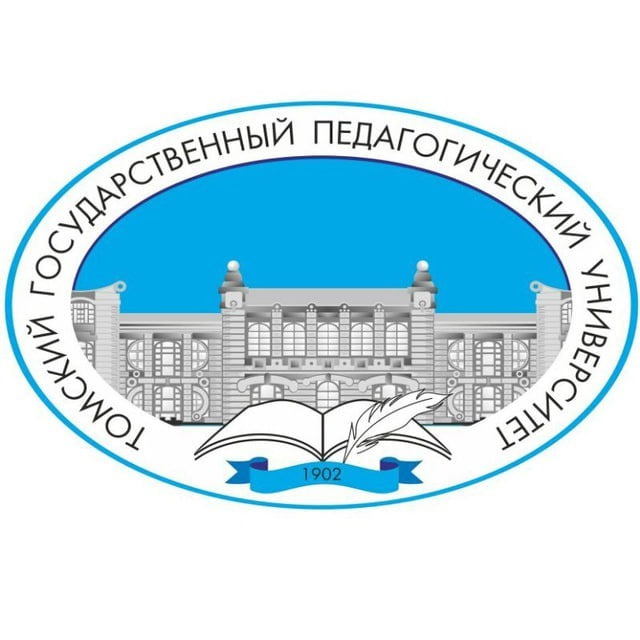 ТОМСКИЙ ГОСУДАРСТВЕННЫЙ ПЕДАГОГИЧЕСКИЙ УНИВЕРСИТЕТ
1902